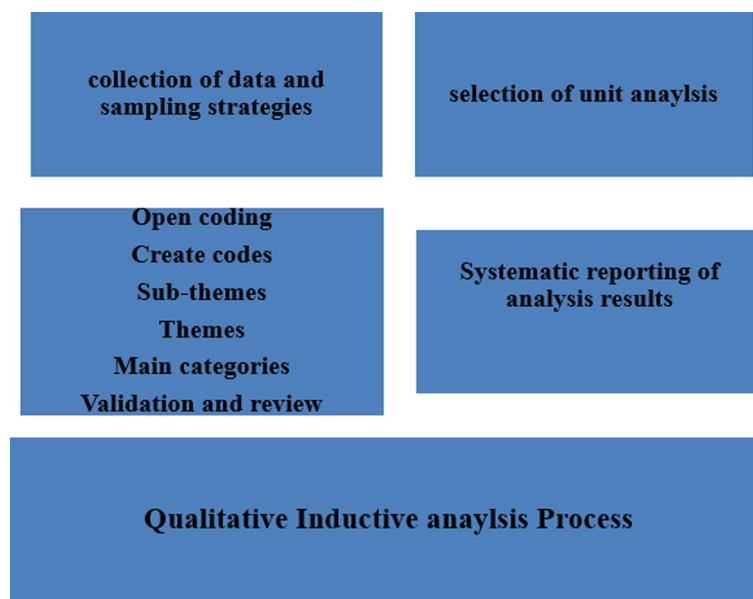 collection of data and
sampling strategies
selection of unit anaylsis
Open coding
Create codes
Sub-themes
Themes
Main categories
Validation and review
Systematic reporting of
analysis results
Qualitative Inductive anaylsis Process